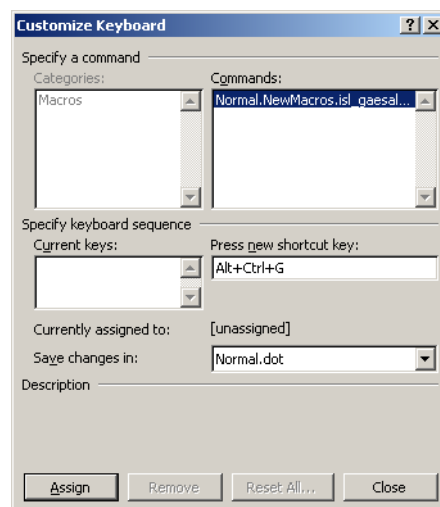 Customize Keyboard
Specify a command
Categories:
Commands:
Macros
Normal.NewMacros.isl_gaesal...
Specify keyboard sequence
Current keys:
Press new shortcut key:
Alt+Ctrl+G
Currently assigned to:
[unassigned]
Save changes in:
Normal.dot
Description
Assign
Remove
Reset All...
Close